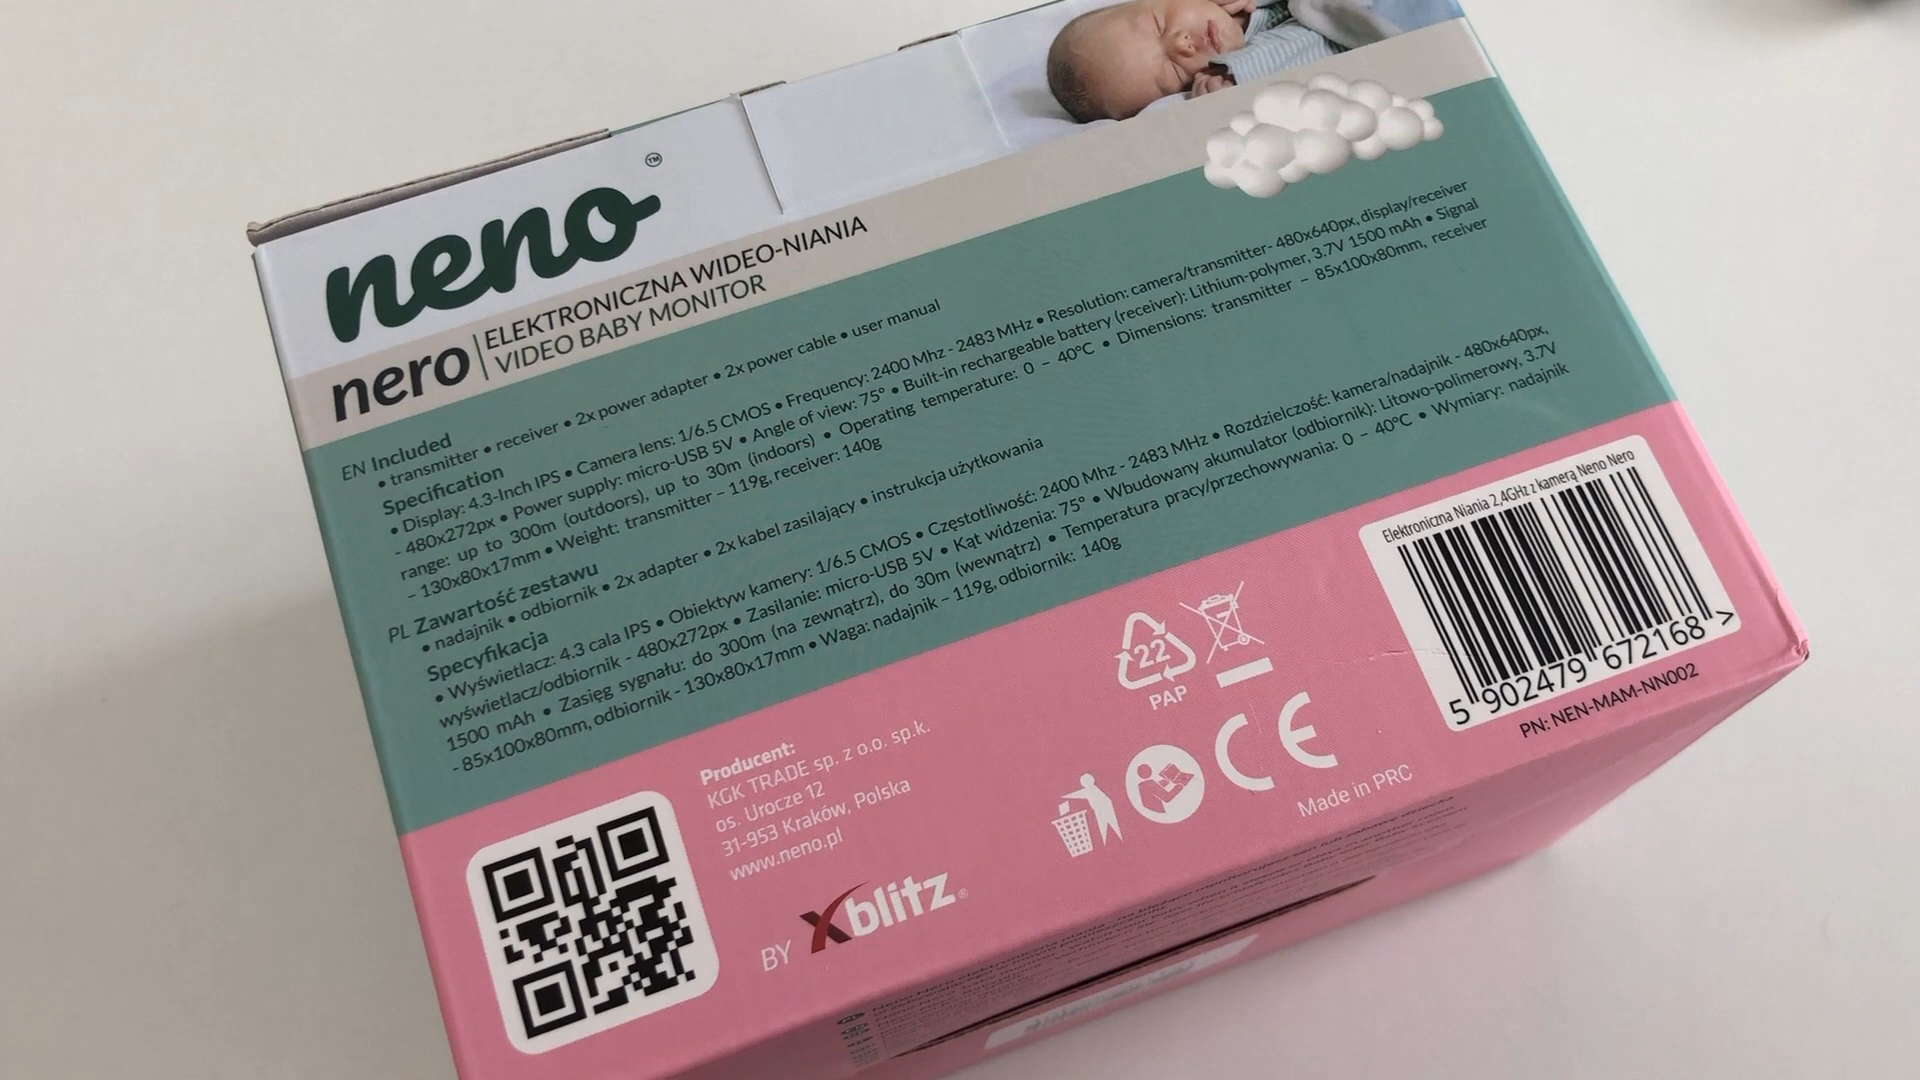 neno™
nero
ELEKTRONICZNA WIDEO-NIANIA
VIDEO BABY MONITOR
EN Included
• transmitter • receiver • 2x power adapter • 2x power cable • user manual
Specification
• Display: 4.3-Inch IPS • Camera lens: 1/6.5 CMOS • Frequency: 2400 Mhz - 2483 MHz • Resolution: camera/transmitter- 480x640px, display/receiver
- 480x272px • Power supply: micro-USB 5V • Angle of view: 75° • Built-in rechargeable battery (receiver): Lithium-polymer, 3.7V 1500 mAh • Signal
range: up to 300m (outdoors), up to 30m (indoors) • Operating temperature: 0 – 40°C • Dimensions: transmitter – 85x100x80mm, receiver
– 130x80x17mm • Weight: transmitter – 119g, receiver: 140g
PL Zawartość zestawu
• nadajnik • odbiornik • 2x adapter • 2x kabel zasilający • instrukcja użytkowania
Specyfikacja
• Wyświetlacz: 4.3 cala IPS • Obiektyw kamery: 1/6.5 CMOS • Częstotliwość: 2400 Mhz - 2483 MHz • Rozdzielczość: kamera/nadajnik - 480x640px,
wyświetlacz/odbiornik - 480x272px • Zasilanie: micro-USB 5V • Kąt widzenia: 75° • Wbudowany akumulator (odbiornik): Litowo-polimerowy, 3.7V
1500 mAh • Zasięg sygnału: do 300m (na zewnątrz), do 30m (wewnątrz) • Temperatura pracy/przechowywania: 0 – 40°C • Wymiary: nadajnik
- 85x100x80mm, odbiornik - 130x80x17mm • Waga: nadajnik – 119g, odbiornik: 140g
Elektroniczna Niania 2,4GHz z kamerą Neno Nero
5 902479 672168 >
PN: NEN-MAM-NN002
22
PAP
CE
Made in PRC
Producent:
KGK TRADE sp. z o.o. sp.k.
os. Urocze 12
31-953 Kraków, Polska
www.neno.pl
BY Xblitz®